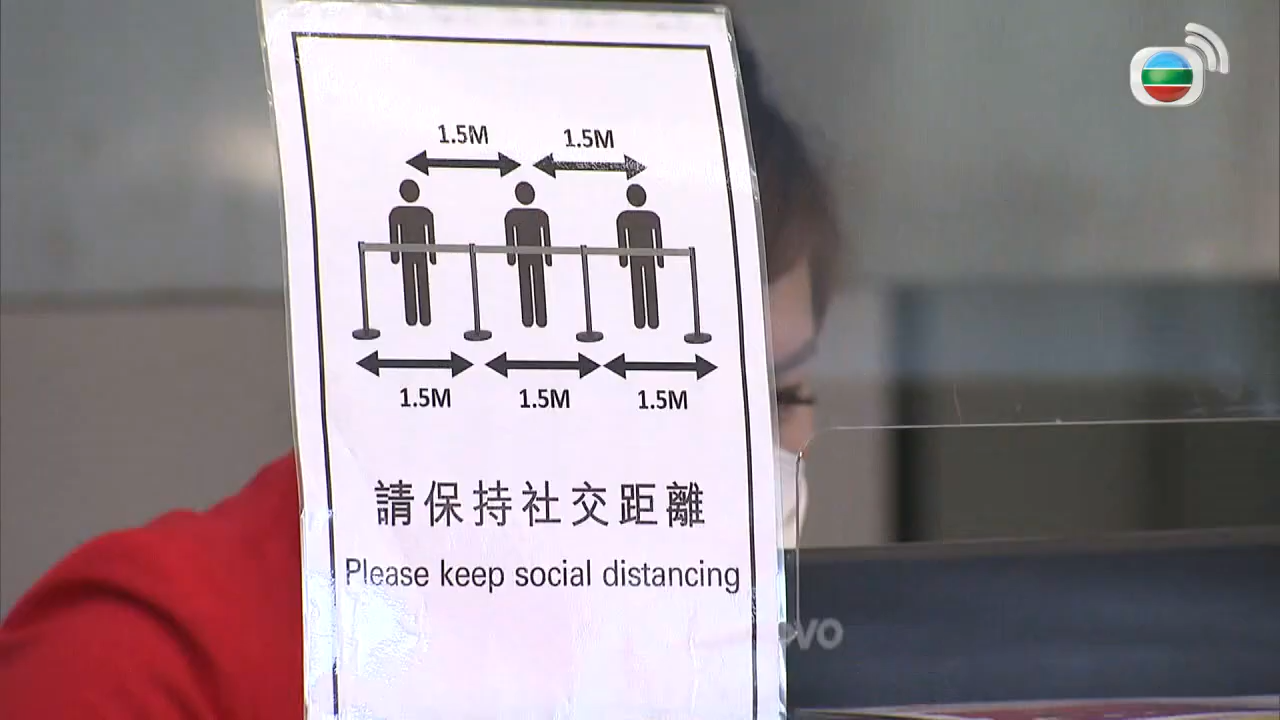 1.5M 1.5M
1.5M 1.5M 1.5M
請保持社交距離
Please keep social distancing
vo